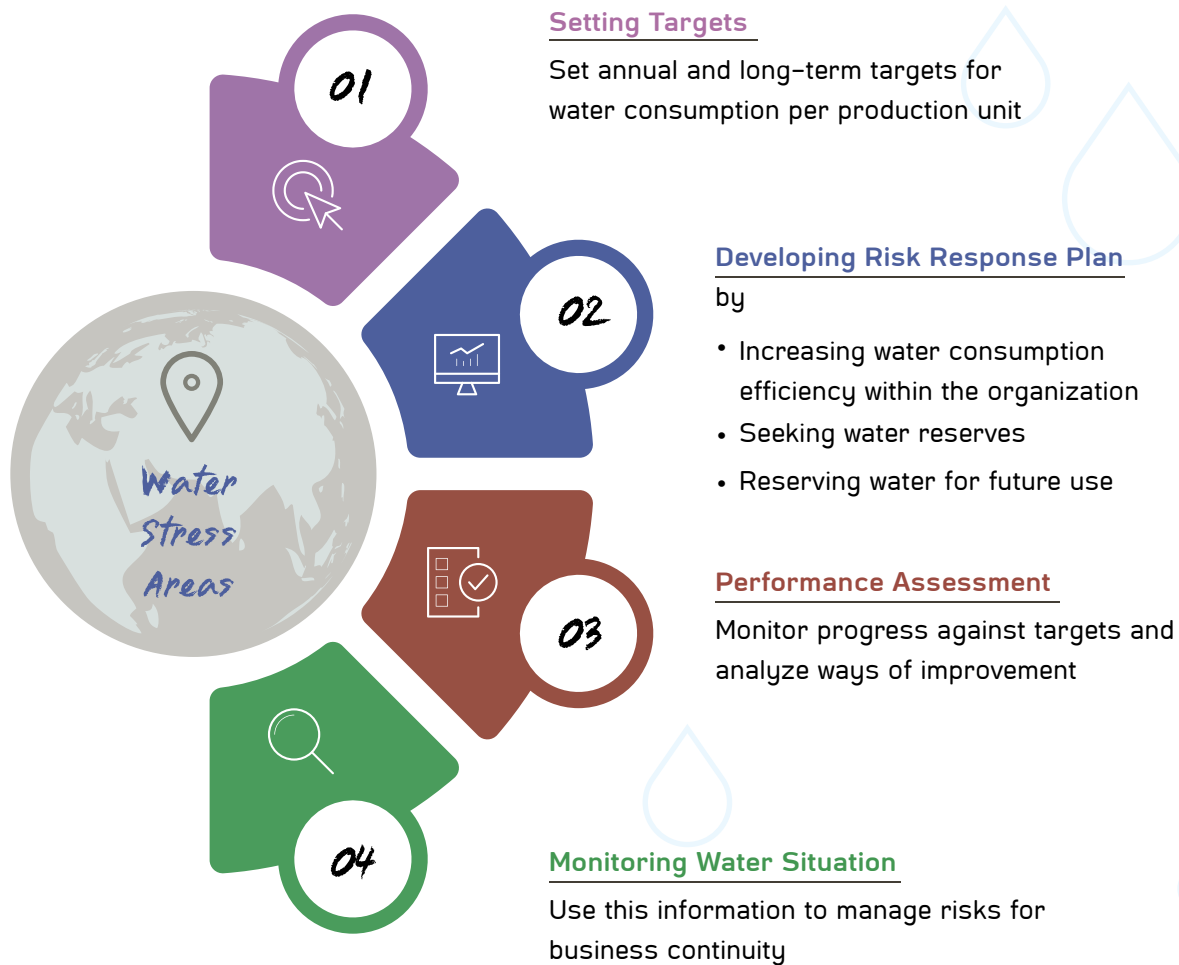 01
Setting Targets
Set annual and long-term targets for
water consumption per production unit
02
Developing Risk Response Plan
by
• Increasing water consumption
efficiency within the organization
• Seeking water reserves
• Reserving water for future use
Water
Stress
Areas
03
Performance Assessment
Monitor progress against targets and
analyze ways of improvement
04
Monitoring Water Situation
Use this information to manage risks for
business continuity